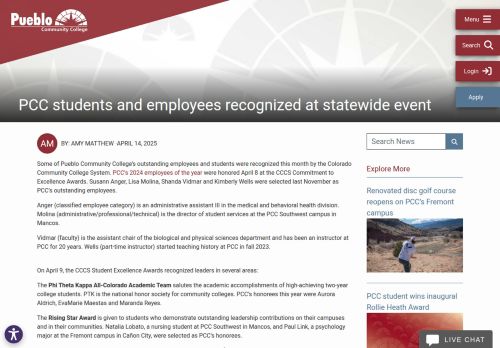 Pueblo
Community College
Menu
Search
Login
Apply
PCC students and employees recognized at statewide event
AM
BY: AMY MATTHEW APRIL 14, 2025
Some of Pueblo Community College's outstanding employees and students were recognized this month by the Colorado
Community College System. PCC's 2024 employees of the year were honored April 8 at the CCCS Commitment to
Excellence Awards. Susann Anger, Lisa Molina, Shanda Vidmar and Kimberly Wells were selected last November as
PCC's outstanding employees.
Anger (classified employee category) is an administrative assistant III in the medical and behavioral health division.
Molina (administrative/professional/technical) is the director of student services at the PCC Southwest campus in
Mancos.
Vidmar (faculty) is the assistant chair of the biological and physical sciences department and has been an instructor at
PCC for 20 years. Wells (part-time instructor) started teaching history at PCC in fall 2023.
On April 9, the CCCS Student Excellence Awards recognized leaders in several areas:
The Phi Theta Kappa All-Colorado Academic Team salutes the academic accomplishments of high-achieving two-year
college students. PTK is the national honor society for community colleges. PCC's honorees this year were Aurora
Aldrich, EvaMarie Maestas and Maranda Reyes.
The Rising Star Award is given to students who demonstrate outstanding leadership contributions on their campuses
and in their communities. Natalia Lobato, a nursing student at PCC Southwest in Mancos, and Paul Link, a psychology
major at the Fremont campus in Cañon City, were selected as PCC's honorees.
Search News
Explore More
Renovated disc golf course
reopens on PCC's Fremont
campus
PCC student wins inaugural
Rollie Heath Award
LIVE CHAT